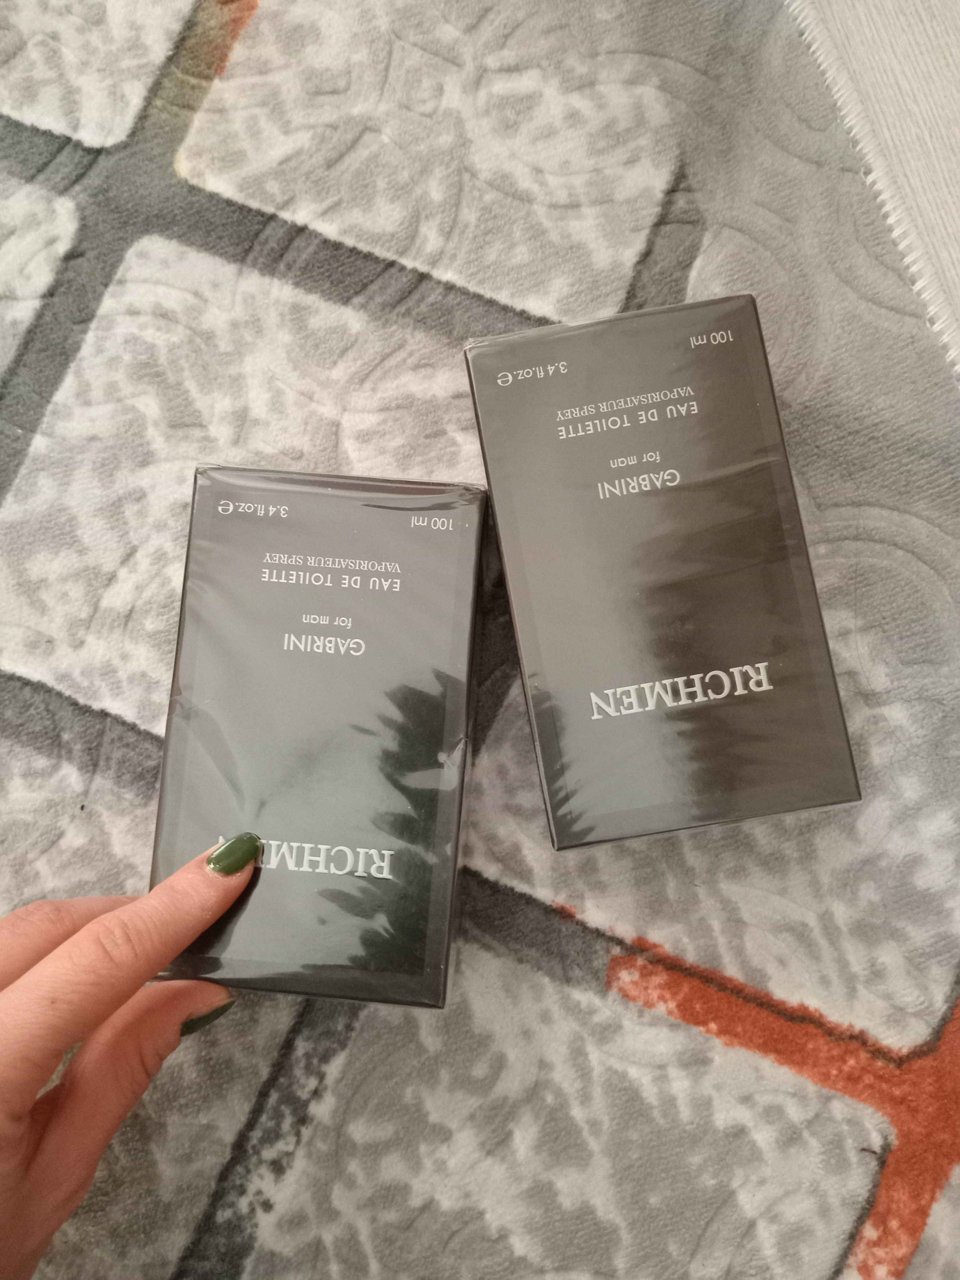 RICHMEN
GABRINI
for man
EAU DE TOILETTE
VAPORISATEUR SPREY
100 ml
3.4 fl.oz.e
RICHMEN
GABRINI
for man
EAU DE TOILETTE
VAPORISATEUR SPREY
100 ml
3.4 fl.oz.e